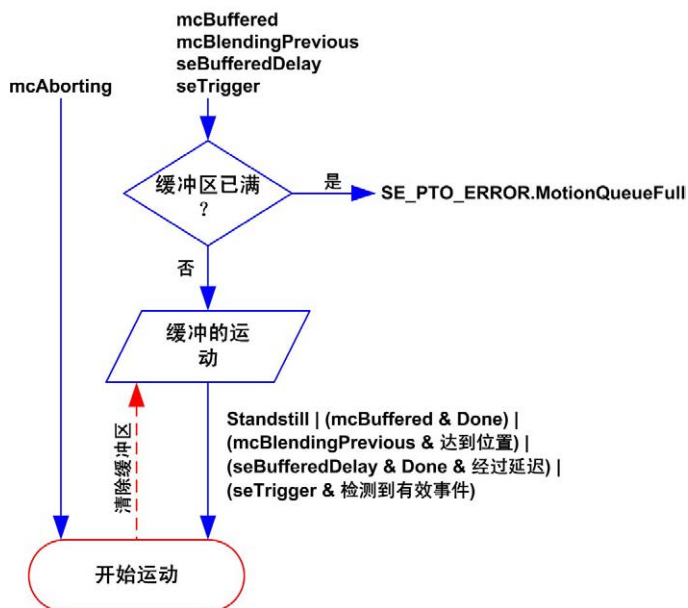 mcBuffered
mcBlendingPrevious
seBufferedDelay
seTrigger
mcAborting
缓冲区已满
?
是
SE_PTO_ERROR.MotionQueueFull
否
缓冲的运
动
Standstill | (mcBuffered & Done) |
(mcBlendingPrevious & 达到位置) |
(seBufferedDelay & Done & 经过延迟) |
(seTrigger & 检测到有效事件)
清除缓冲区
开始运动